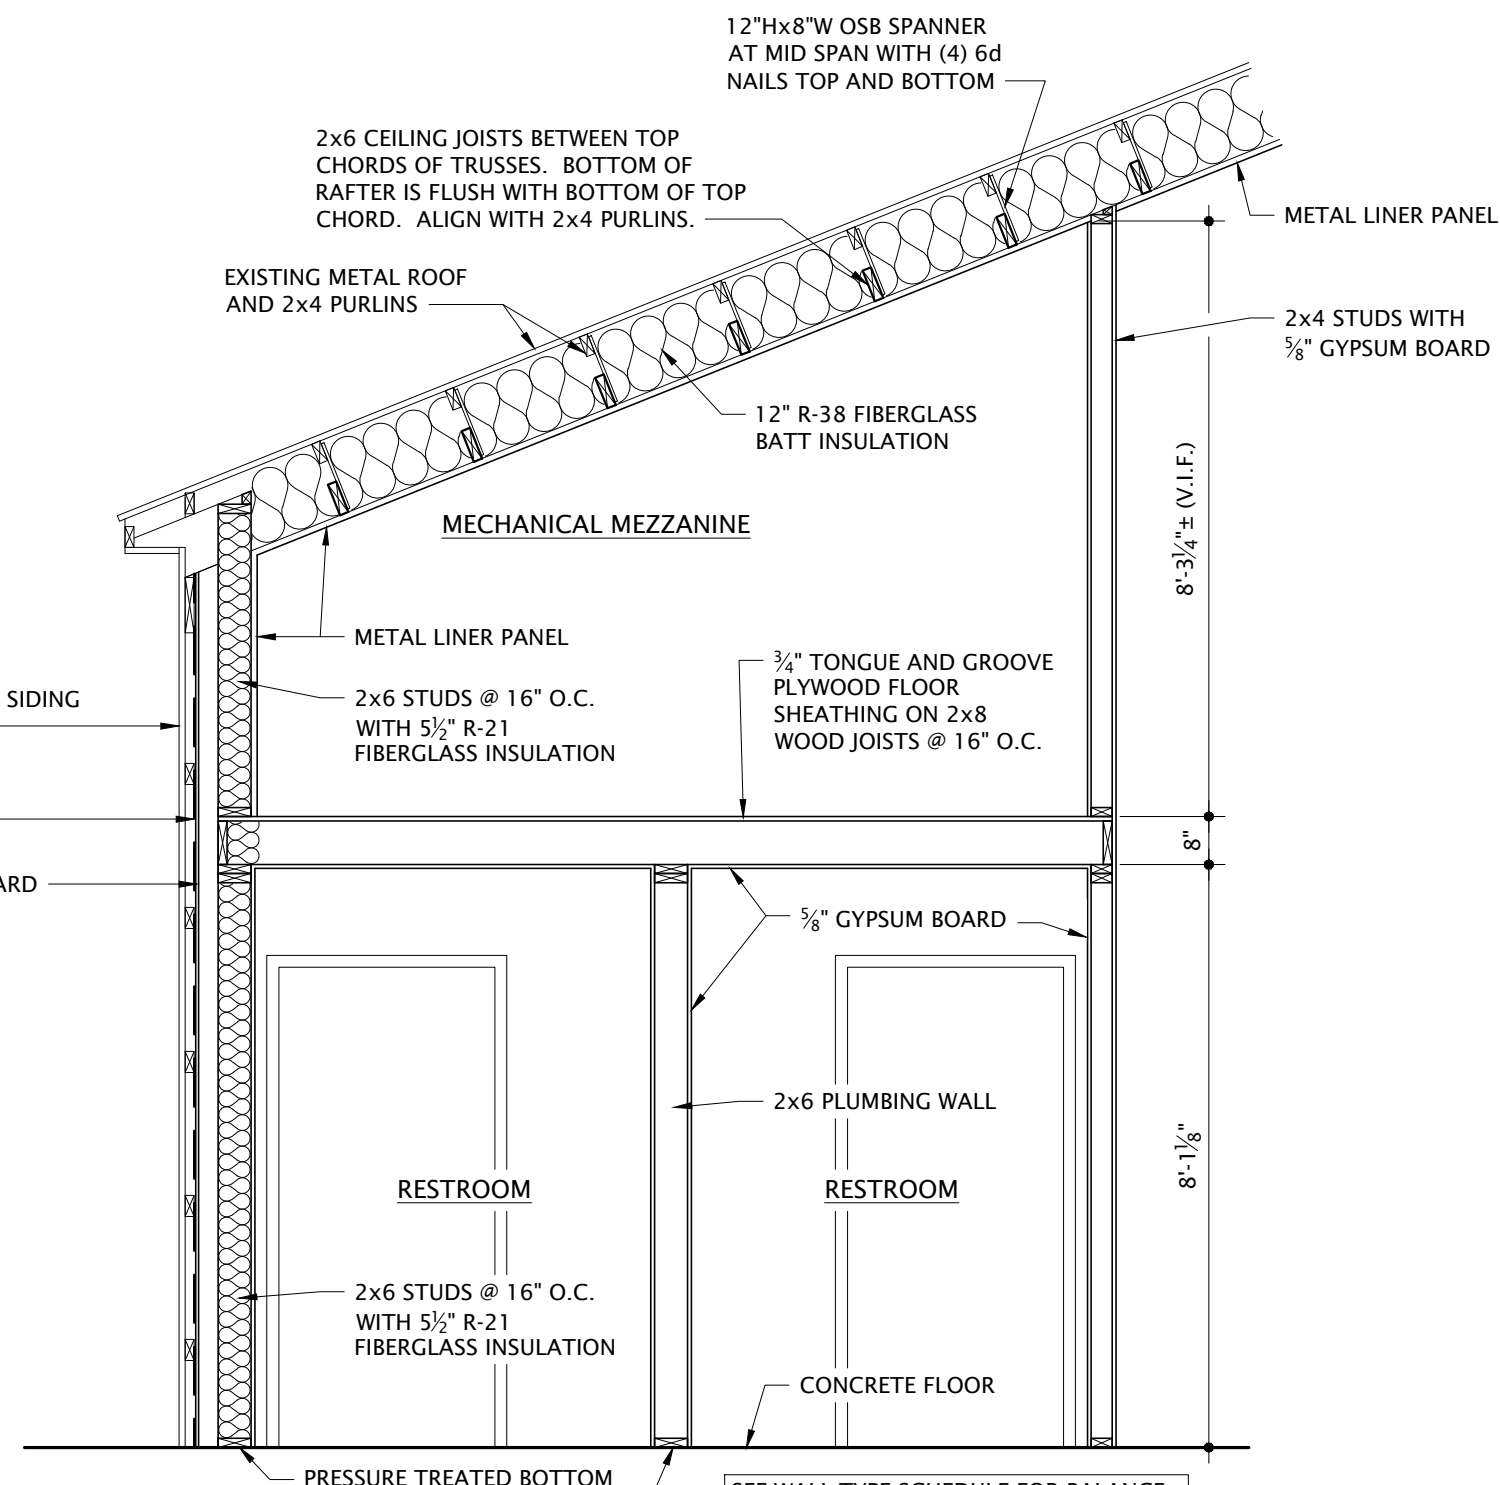 12"Hx8"W OSB SPANNER
AT MID SPAN WITH (4) 6d
NAILS TOP AND BOTTOM
2x6 CEILING JOISTS BETWEEN TOP
CHORDS OF TRUSSES. BOTTOM OF
RAFTER IS FLUSH WITH BOTTOM OF TOP
CHORD. ALIGN WITH 2x4 PURLINS.
METAL LINER PANEL
EXISTING METAL ROOF
AND 2x4 PURLINS
2x4 STUDS WITH
⅝" GYPSUM BOARD
12" R-38 FIBERGLASS
BATT INSULATION
8'-3¼"± (V.I.F.)
MECHANICAL MEZZANINE
METAL LINER PANEL
¾" TONGUE AND GROOVE
PLYWOOD FLOOR
SHEATHING ON 2x8
WOOD JOISTS @ 16" O.C.
SIDING
2x6 STUDS @ 16" O.C.
WITH 5½" R-21
FIBERGLASS INSULATION
8"
ARD
⅝" GYPSUM BOARD
2x6 PLUMBING WALL
8'-1⅛"
RESTROOM
RESTROOM
2x6 STUDS @ 16" O.C.
WITH 5½" R-21
FIBERGLASS INSULATION
CONCRETE FLOOR
PRESSURE TREATED BOTTOM
SEE WALL TYPE SCHEDULE FOR BALANCE